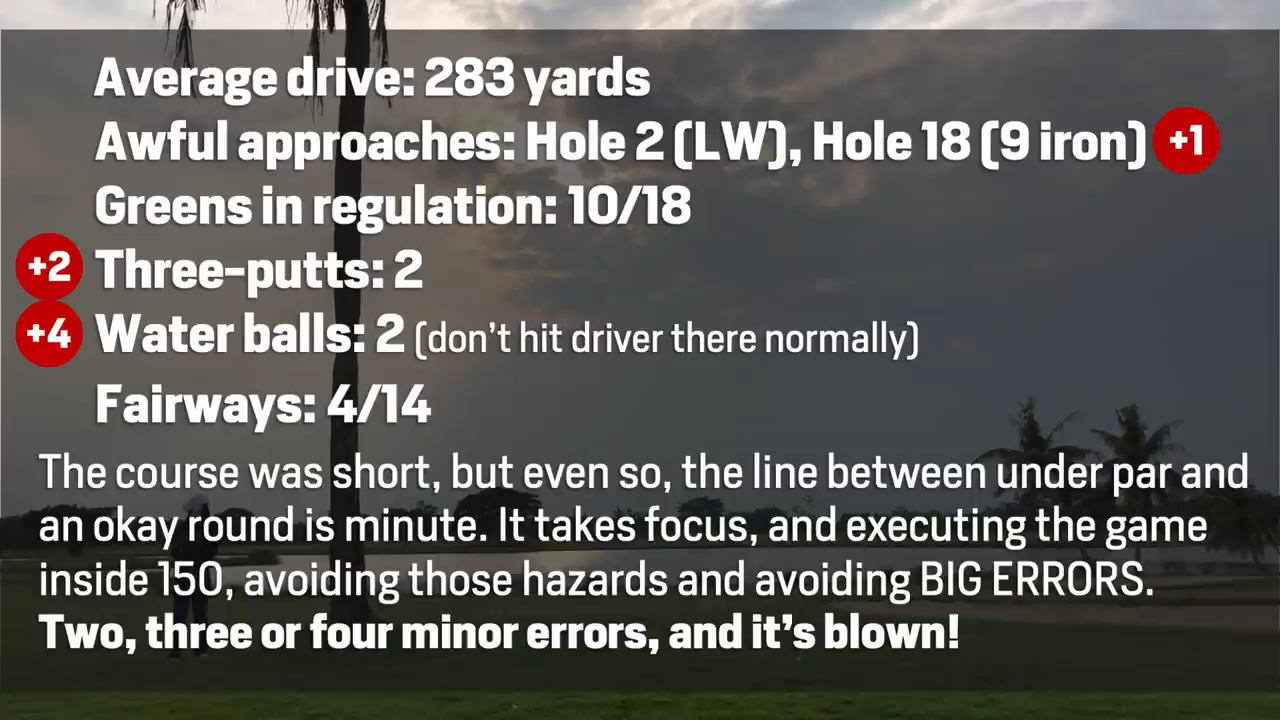 Average drive: 283 yards
Awful approaches: Hole 2 (LW), Hole 18 (9 iron) +1
Greens in regulation: 10/18
+2 Three-putts: 2
+4 Water balls: 2 (don't hit driver there normally)
Fairways: 4/14
The course was short, but even so, the line between under par and
an okay round is minute. It takes focus, and executing the game
inside 150, avoiding those hazards and avoiding BIG ERRORS.
Two, three or four minor errors, and it's blown!